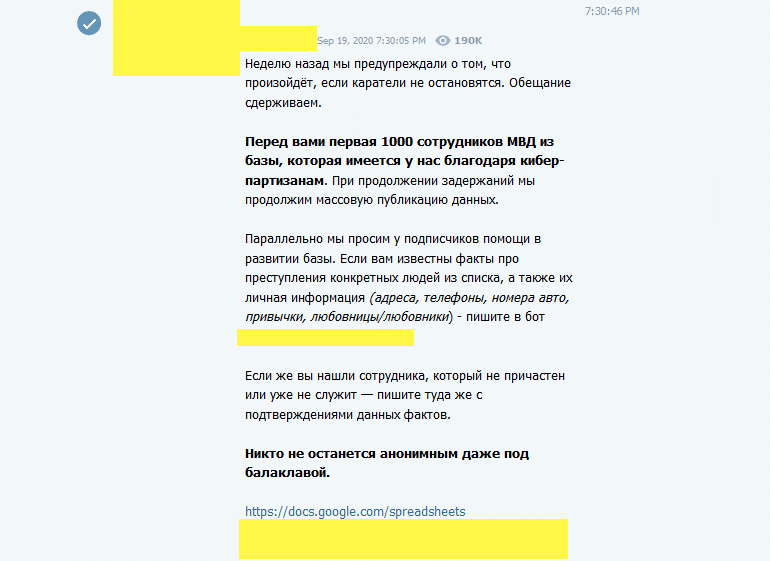 7:30:46 PM
Sep 19, 2020 7:30:05 PM 190K
Неделю назад мы предупреждали о том, что
произойдёт, если каратели не остановятся. Обещание
сдерживаем.
Перед вами первая 1000 сотрудников МВД из
базы, которая имеется у нас благодаря кибер-
партизанам. При продолжении задержаний мы
продолжим массовую публикацию данных.
Параллельно мы просим у подписчиков помощи в
развитии базы. Если вам известны факты про
преступления конкретных людей из списка, а также их
личная информация (адреса, телефоны, номера авто,
привычки, любовницы/любовники) - пишите в бот
Если же вы нашли сотрудника, который не причастен
или уже не служит — пишите туда же с
подтверждениями данных фактов.
Никто не останется анонимным даже под
балаклавой.
https://docs.google.com/spreadsheets